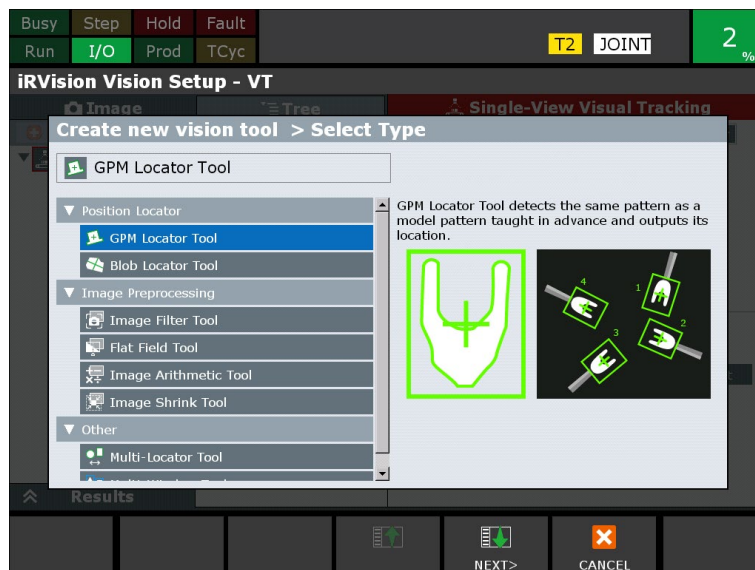 Busy Step Hold Fault
Run I/O Prod TCyc
T2 JOINT
2 %
iRVision Vision Setup - VT
Image Tree Single-View Visual Tracking
Create new vision tool > Select Type
GPM Locator Tool
▼ Position Locator
GPM Locator Tool
Blob Locator Tool
▼ Image Preprocessing
Image Filter Tool
Flat Field Tool
Image Arithmetic Tool
Image Shrink Tool
▼ Other
Multi-Locator Tool
GPM Locator Tool detects the same pattern as a
model pattern taught in advance and outputs its
location.
4
1
2
3
Results
NEXT>
CANCEL